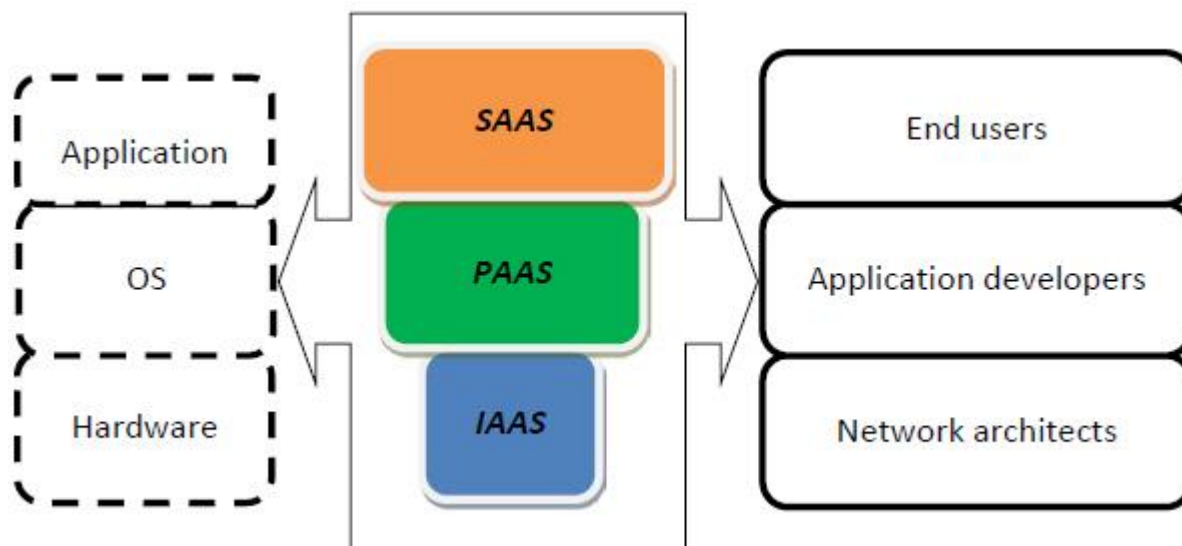 Application
SAAS
End users
OS
PAAS
Application developers
Hardware
IAAS
Network architects